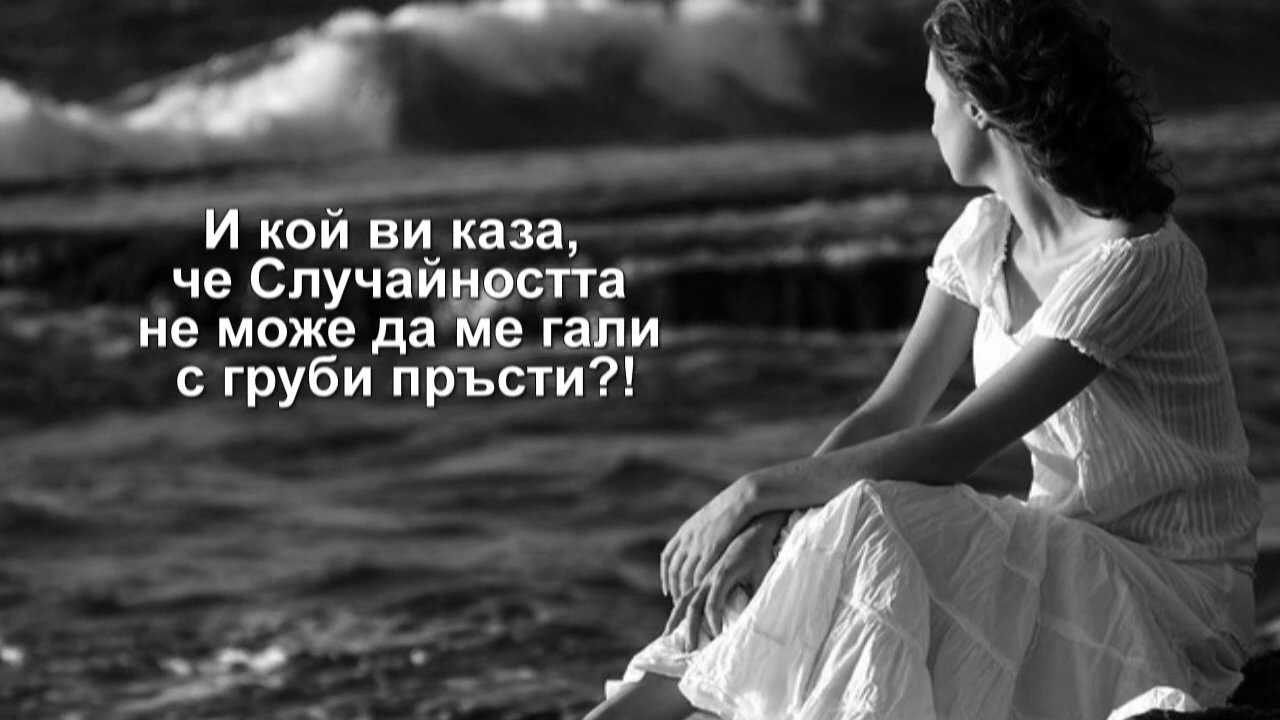 И кой ви каза,
че Случайността
не може да ме гали
с груби пръсти?!